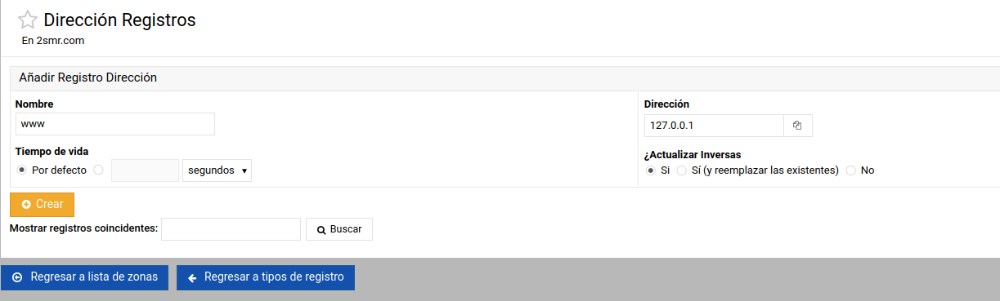 Dirección Registros
En 2smr.com
Añadir Registro Dirección
Nombre
www
Dirección
127.0.0.1
Tiempo de vida
Por defecto segundos
¿Actualizar Inversas
Si Sí (y reemplazar las existentes) No
Crear
Mostrar registros coincidentes: Buscar
Regresar a lista de zonas Regresar a tipos de registro